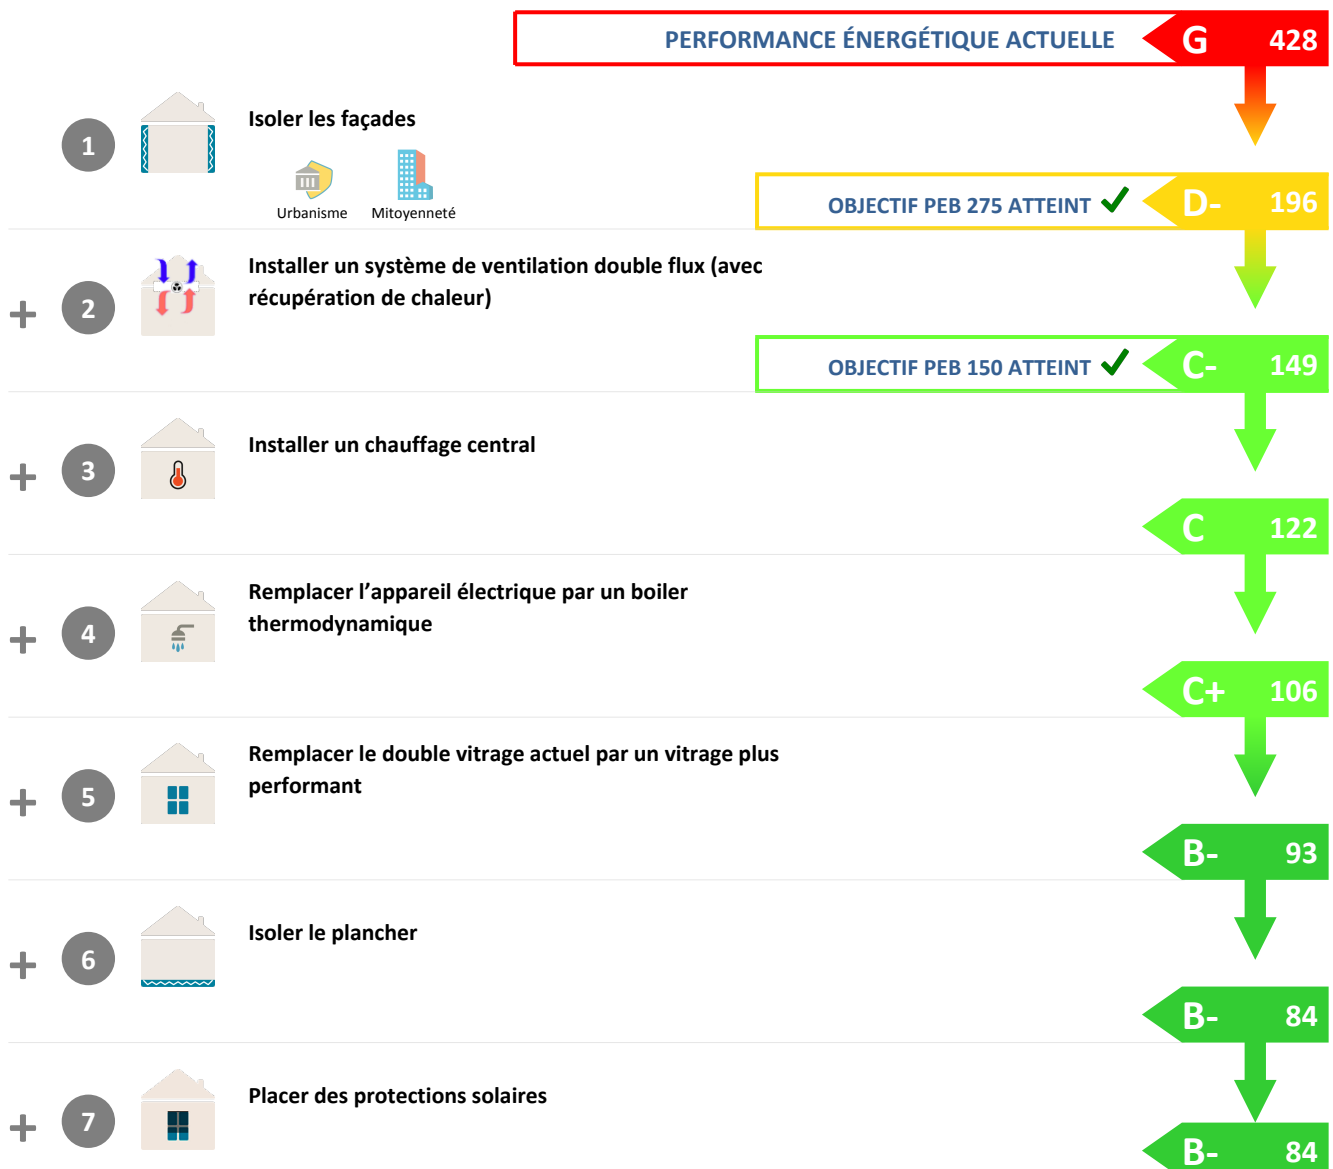 PERFORMANCE ÉNERGÉTIQUE ACTUELLE G 428
1
Isoler les façades
Urbanisme Mitoyenneté
OBJECTIF PEB 275 ATTEINT D- 196
+ 2
Installer un système de ventilation double flux (avec
récupération de chaleur)
OBJECTIF PEB 150 ATTEINT C- 149
+ 3
Installer un chauffage central
C 122
+ 4
Remplacer l’appareil électrique par un boiler
thermodynamique
C+ 106
+ 5
Remplacer le double vitrage actuel par un vitrage plus
performant
B- 93
+ 6
Isoler le plancher
B- 84
+ 7
Placer des protections solaires
B- 84